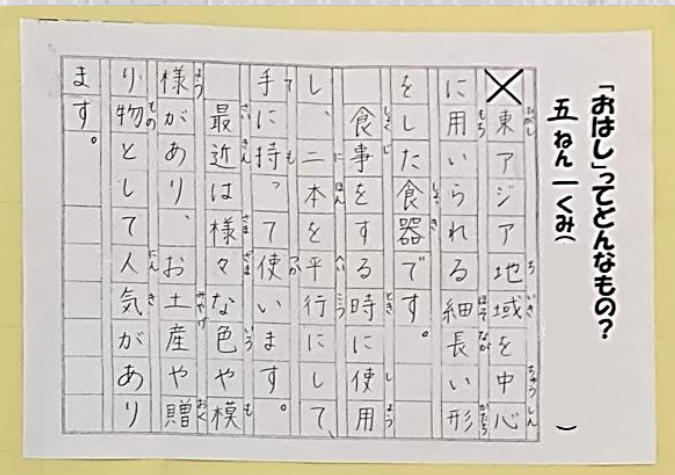 「おはし」ってどんなもの?
五ねん一くみ( )
東アジア地域を中心
に用いられる細長い形
をした食器です。
食事をする時に使用
し、二本を平行にして、
手に持って使います。
最近は様々な色や模
様があり、お土産や贈
り物として人気があり
ます。